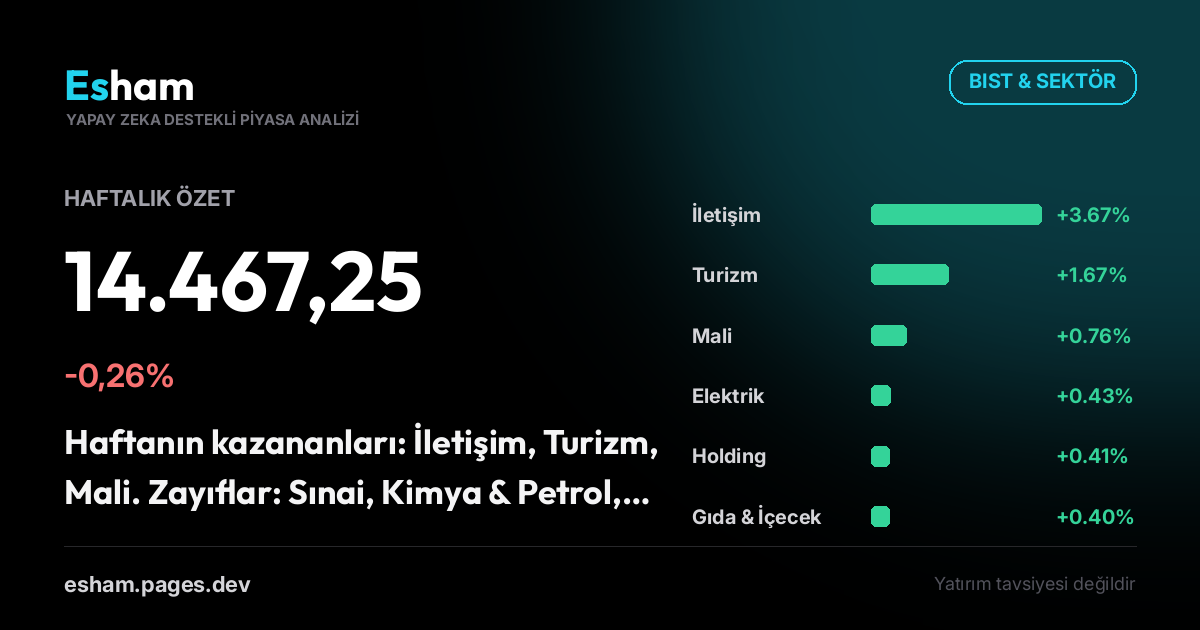 Esham
YAPAY ZEKA DESTEKLİ PİYASA ANALİZİ
BIST & SEKTÖR
HAFTALIK ÖZET
14.467,25
-0,26%
Haftanın kazananları: İletişim, Turizm,
Mali. Zayıflar: Sınai, Kimya & Petrol,...
İletişim +3.67%
Turizm +1.67%
Mali +0.76%
Elektrik +0.43%
Holding +0.41%
Gıda & İçecek +0.40%
esham.pages.dev
Yatırım tavsiyesi değildir